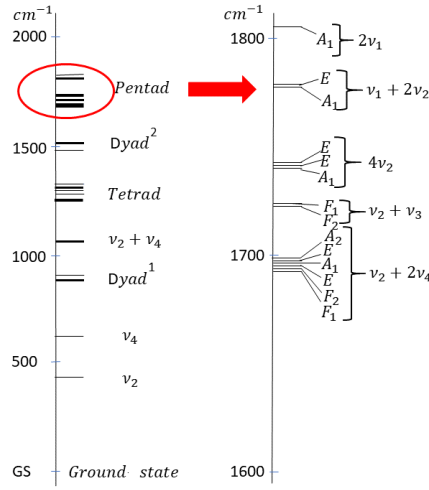 cm⁻¹
2000
Pentad
Dyad²
1500
Tetrad
ν₂ + ν₄
1000
Dyad¹
ν₄
500
ν₂
GS
Ground state
cm⁻¹
1800
A₁
2ν₁
E
A₁
ν₁ + 2ν₂
E
E
A₁
4ν₂
F₁
F₂
ν₂ + ν₃
1700
A₂
E
A₁
E
F₂
F₁
ν₂ + 2ν₄
1600